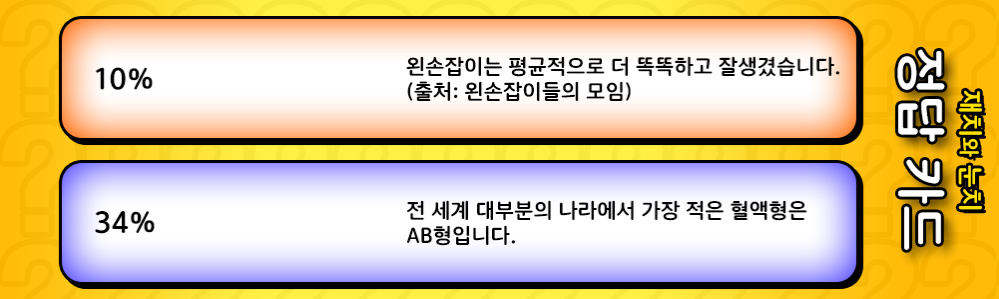 10%
왼손잡이는 평균적으로 더 똑똑하고 잘생겼습니다.
(출처: 왼손잡이들의 모임)
34%
전 세계 대부분의 나라에서 가장 적은 혈액형은
AB형입니다.
재치와 눈치
정답 카드